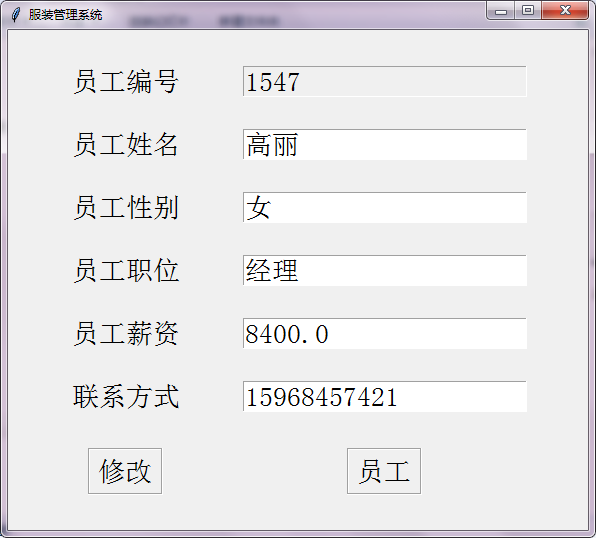 服装管理系统
员工编号 1547
员工姓名 高丽
员工性别 女
员工职位 经理
员工薪资 8400.0
联系方式 15968457421
修改 员工